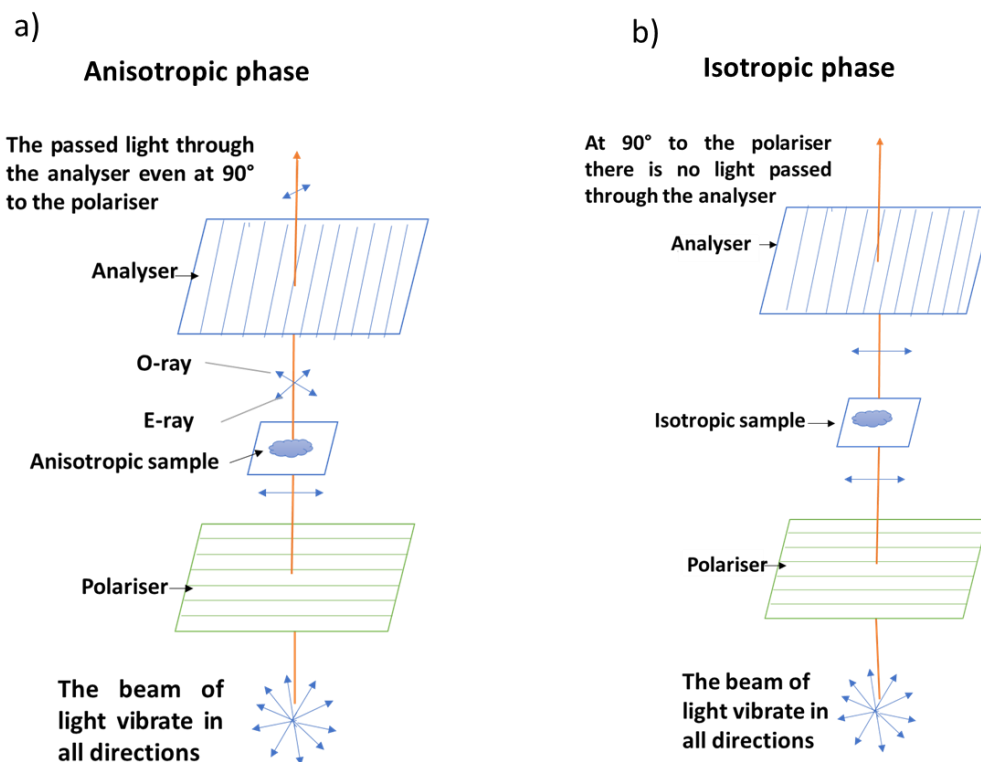 a)
Anisotropic phase
The passed light through
the analyser even at 90°
to the polariser
Analyser
O-ray
E-ray
Anisotropic sample
Polariser
The beam of
light vibrate in
all directions
b)
Isotropic phase
At 90° to the polariser
there is no light passed
through the analyser
Analyser
Isotropic sample
Polariser
The beam of
light vibrate in
all directions